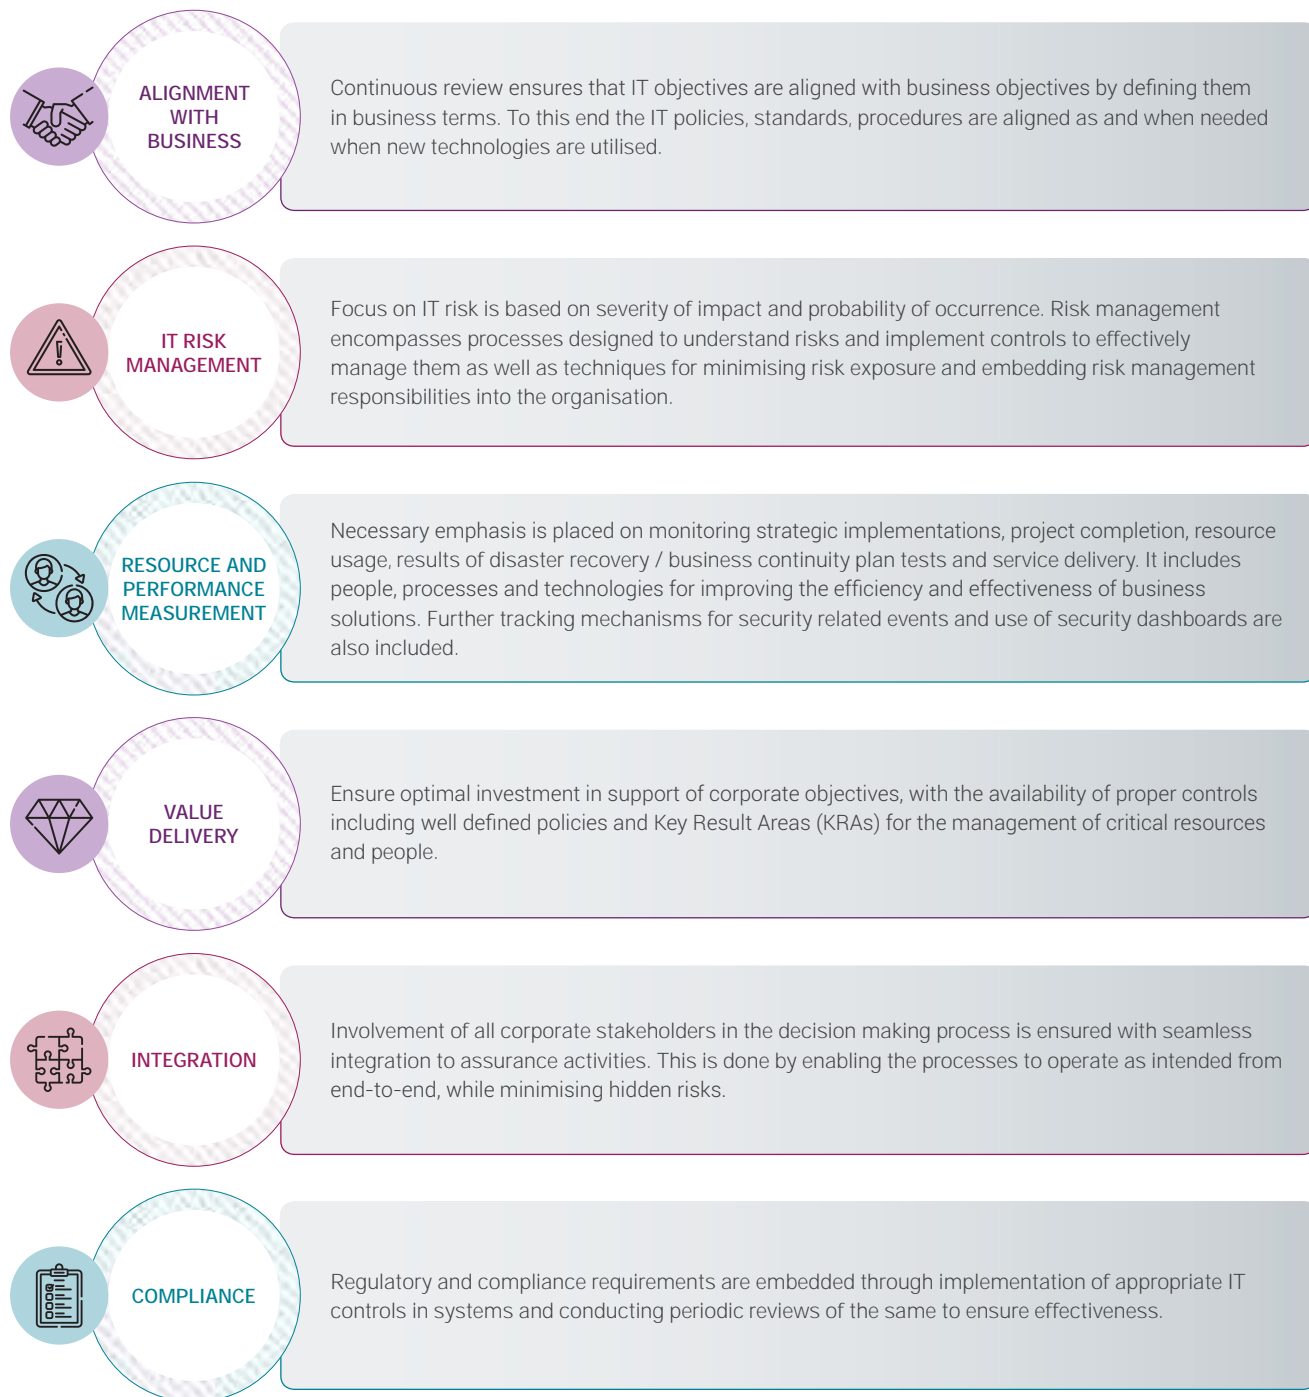 ALIGNMENT
WITH
BUSINESS
Continuous review ensures that IT objectives are aligned with business objectives by defining them
in business terms. To this end the IT policies, standards, procedures are aligned as and when needed
when new technologies are utilised.
IT RISK
MANAGEMENT
Focus on IT risk is based on severity of impact and probability of occurrence. Risk management
encompasses processes designed to understand risks and implement controls to effectively
manage them as well as techniques for minimising risk exposure and embedding risk management
responsibilities into the organisation.
RESOURCE AND
PERFORMANCE
MEASUREMENT
Necessary emphasis is placed on monitoring strategic implementations, project completion, resource
usage, results of disaster recovery / business continuity plan tests and service delivery. It includes
people, processes and technologies for improving the efficiency and effectiveness of business
solutions. Further tracking mechanisms for security related events and use of security dashboards are
also included.
VALUE
DELIVERY
Ensure optimal investment in support of corporate objectives, with the availability of proper controls
including well defined policies and Key Result Areas (KRAs) for the management of critical resources
and people.
INTEGRATION
Involvement of all corporate stakeholders in the decision making process is ensured with seamless
integration to assurance activities. This is done by enabling the processes to operate as intended from
end-to-end, while minimising hidden risks.
COMPLIANCE
Regulatory and compliance requirements are embedded through implementation of appropriate IT
controls in systems and conducting periodic reviews of the same to ensure effectiveness.